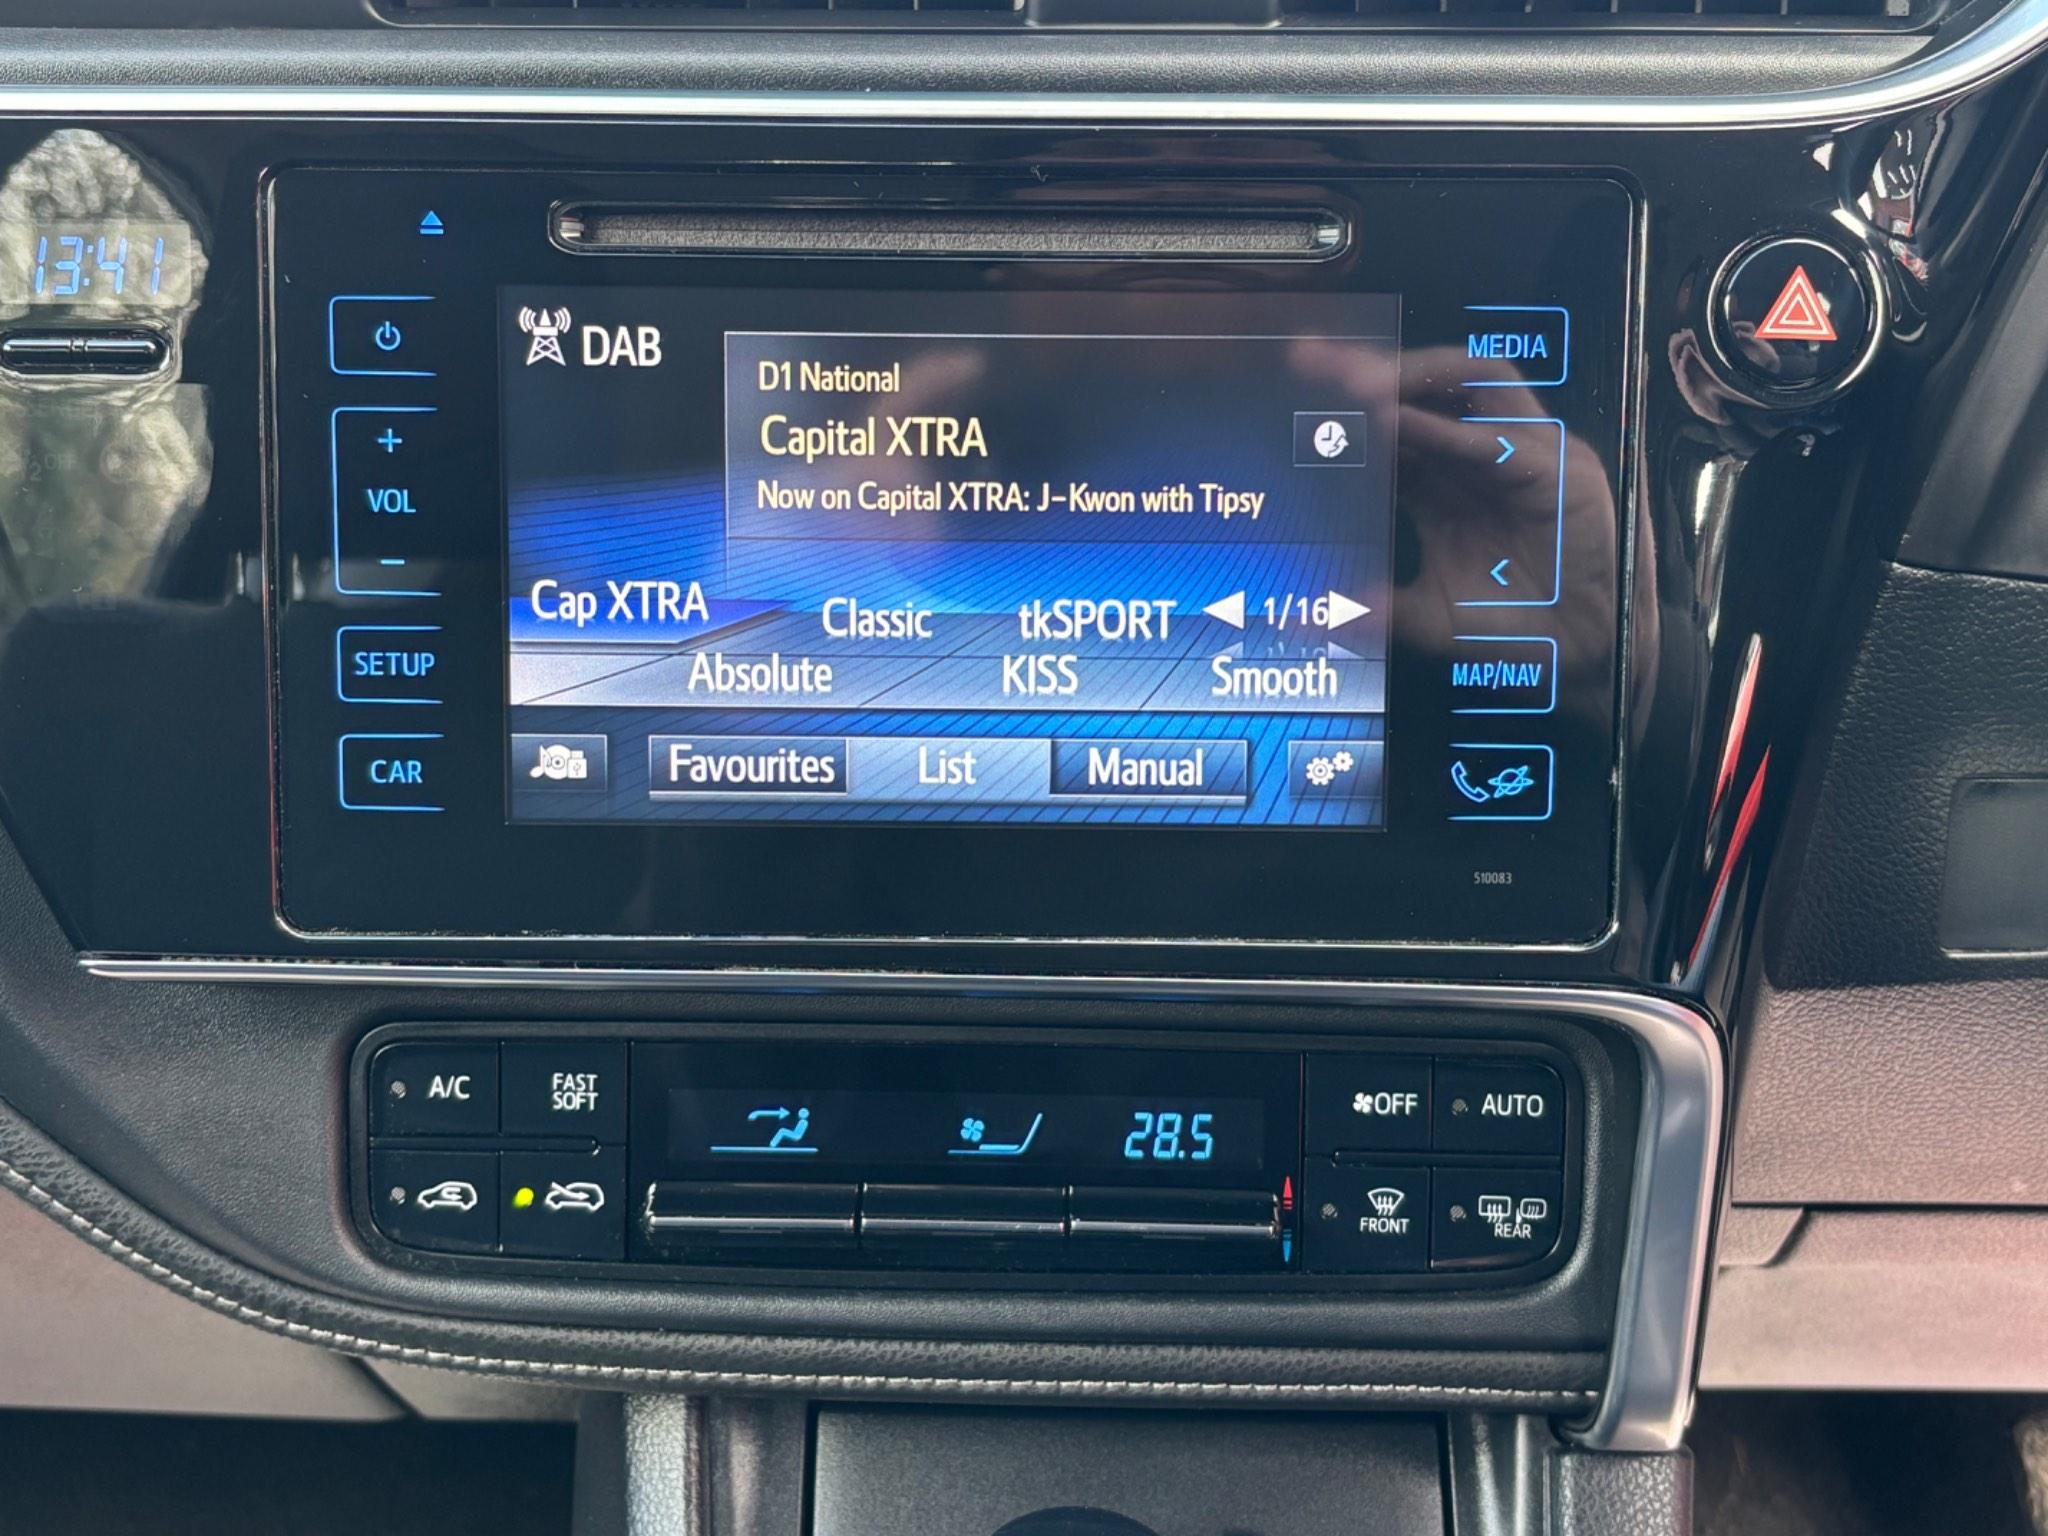 13:41
DAB
MEDIA
D1 National
Capital XTRA
Now on Capital XTRA: J-Kwon with Tipsy
+
VOL
-
>
<
Cap XTRA
Classic
tkSPORT
1/16
SETUP
Absolute
KISS
Smooth
MAP/NAV
CAR
Favourites
List
Manual
510083
A/C
FAST
SOFT
28.5
OFF
AUTO
FRONT
REAR